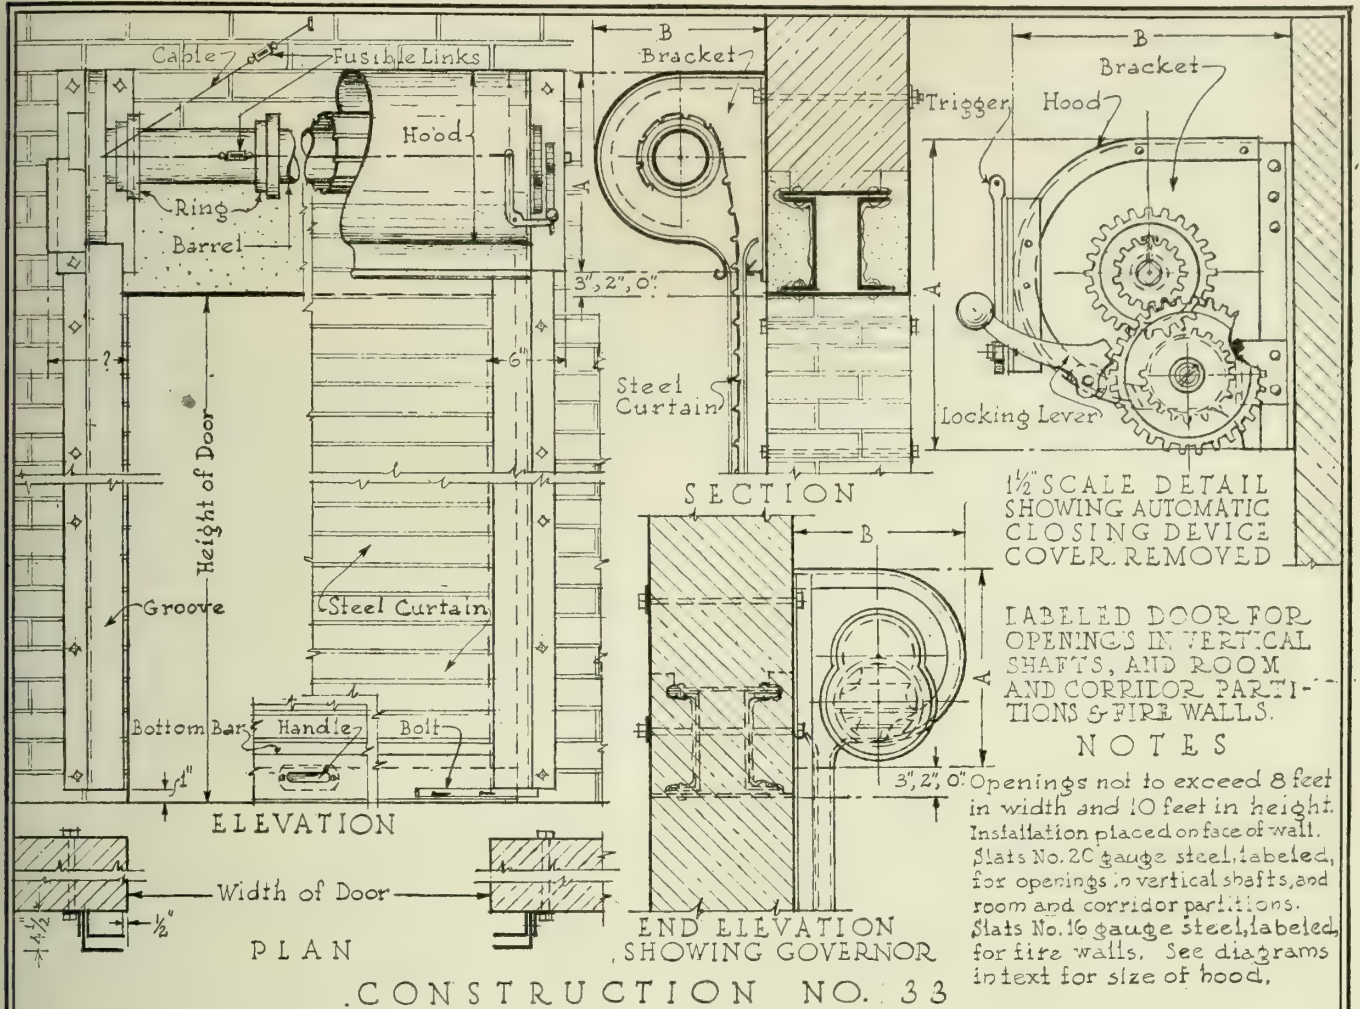 Cable
Fusible Links
Hood
Ring
Barrel
?
6"
Height of Door
Groove
Steel Curtain
Bottom Bar
Handle
Bolt
1"
ELEVATION
Width of Door
1/2"
PLAN
B
Bracket
A
3", 2", 0".
Steel
Curtain
SECTION
B
A
3", 2", 0".
END ELEVATION
SHOWING GOVERNOR
B
Bracket
Trigger
Hood
A
Locking Lever
1½" SCALE DETAIL
SHOWING AUTOMATIC
CLOSING DEVICE
COVER REMOVED
LABELED DOOR FOR
OPENINGS IN VERTICAL
SHAFTS, AND ROOM
AND CORRIDOR PARTI-
TIONS & FIRE WALLS.
NOTES
Openings not to exceed 8 feet
in width and 10 feet in height.
Installation placed on face of wall.
Slats No. 20 gauge steel, labeled,
for openings in vertical shafts, and
room and corridor partitions.
Slats No. 16 gauge steel, labeled,
for fire walls. See diagrams
in text for size of hood.
CONSTRUCTION NO. 33